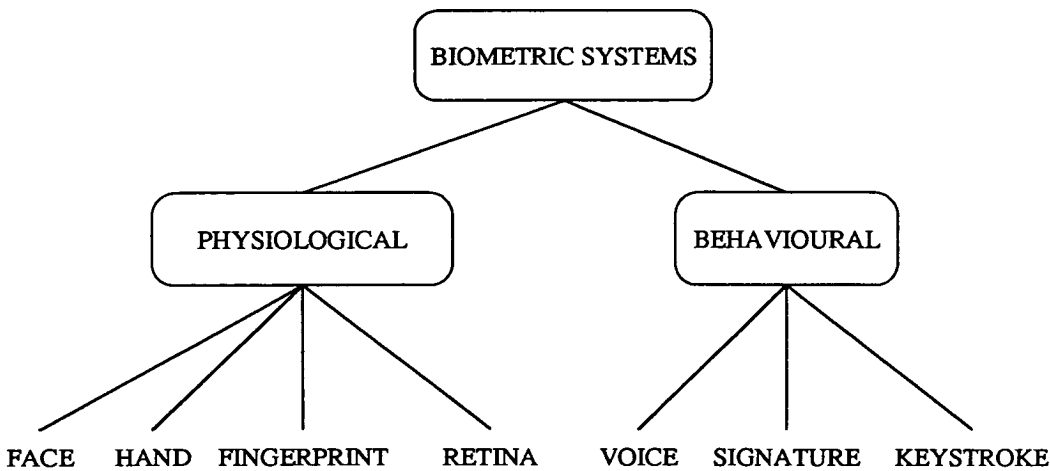 BIOMETRIC SYSTEMS
PHYSIOLOGICAL BEHAVIOURAL
FACE HAND FINGERPRINT RETINA VOICE SIGNATURE KEYSTROKE